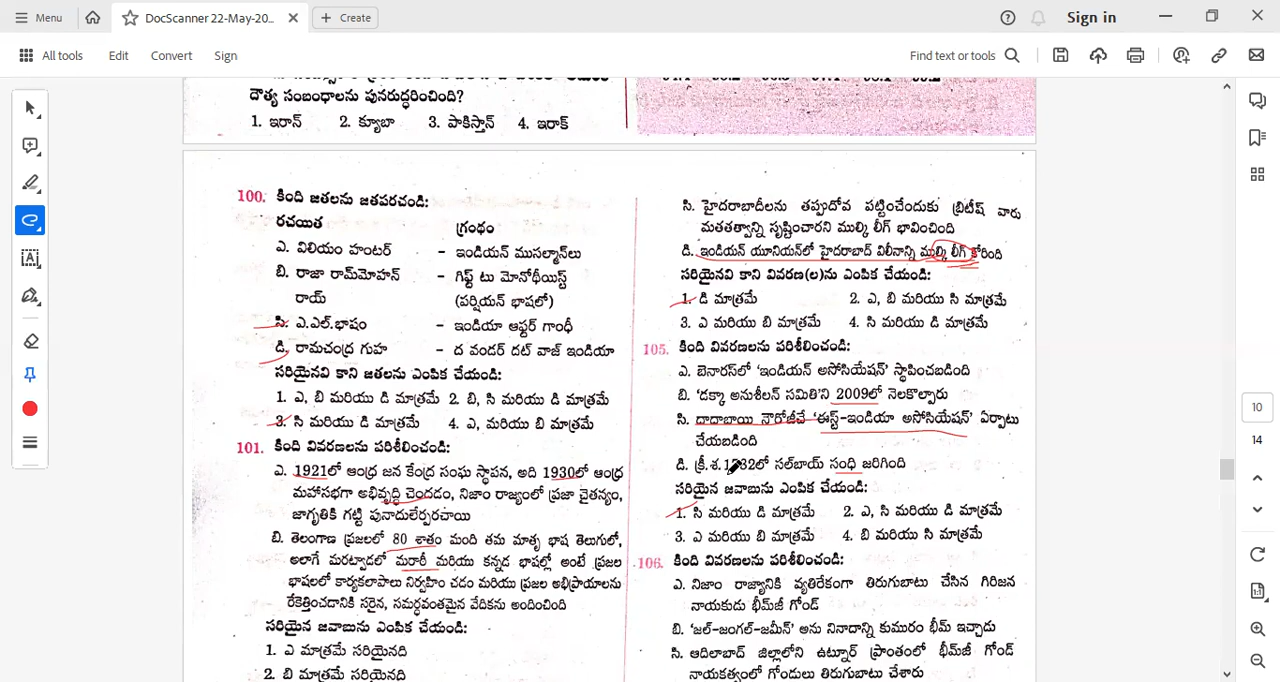 Menu
DocScanner 22-May-20...
Create
Sign in
All tools
Edit
Convert
Sign
Find text or tools
దౌత్య సంబంధాలను పునరుద్ధరించింది?
1. ఇరాన్ 2. క్యూబా 3. పాకిస్తాన్ 4. ఇరాక్
100. కింది జతలను జతపరచండి:
రచయిత గ్రంథం
ఎ. విలియం హంటర్ - ఇండియన్ ముసల్మాన్‌లు
బి. రాజా రామ్‌మోహన్ - గిఫ్ట్ టు మోనోథీయిస్ట్
రాయ్ (పర్షియన్ భాషలో)
సి. ఎ.ఎల్.భాషం - ఇండియా ఆఫ్టర్ గాంధీ
డి. రామచంద్ర గుహ - ద వండర్ దట్ వాజ్ ఇండియా
సరియైనవి కాని జతలను ఎంపిక చేయండి:
1. ఎ, బి మరియు డి మాత్రమే 2. బి, సి మరియు డి మాత్రమే
3. సి మరియు డి మాత్రమే 4. ఎ, మరియు బి మాత్రమే
101. కింది వివరణలను పరిశీలించండి:
ఎ. 1921లో ఆంధ్ర జన కేంద్ర సంఘ స్థాపన, అది 1930లో ఆంధ్ర
మహాసభగా అభివృద్ధి చెందడం, నిజాం రాజ్యంలో ప్రజా చైతన్యం,
జాగృతికి గట్టి పునాదులేర్పరచాయి
బి. తెలంగాణ ప్రజలలో 80 శాతం మంది తమ మాతృ భాష తెలుగులో,
అలాగే మరట్వాడలో మరాఠీ మరియు కన్నడ భాషల్లో అంటే ప్రజల
భాషలలో కార్యకలాపాలు నిర్వహిం చడం మరియు ప్రజల అభిప్రాయాలను
రేకెత్తించడానికి సరైన, సమర్ధవంతమైన వేదికను అందించింది
సరియైన జవాబును ఎంపిక చేయండి:
1. ఎ మాత్రమే సరియైనది
2. బి మాత్రమే సరియైనది
సి. హైదరాబాదీలను తప్పుదోవ పట్టించేందుకు బ్రిటీష్ వారు
మతతత్వాన్ని సృష్టించారని ముల్కి లీగ్ భావించింది
డి. ఇండియన్ యూనియన్‌లో హైదరాబాద్ విలీనాన్ని ముల్కి లీగ్ కోరింది
సరియైనవి కాని వివరణ(ల)ను ఎంపిక చేయండి:
1. డి మాత్రమే 2. ఎ, బి మరియు సి మాత్రమే
3. ఎ మరియు బి మాత్రమే 4. సి మరియు డి మాత్రమే
105. కింది వివరణలను పరిశీలించండి:
ఎ. బెనారస్‌లో 'ఇండియన్ అసోసియేషన్' స్థాపించబడింది
బి. 'డక్కా అనుశీలన్ సమితి'ని 2009లో నెలకొల్పారు
సి. దాదాబాయి నౌరోజీచే 'ఈస్ట్-ఇండియా అసోసియేషన్' ఏర్పాటు
చేయబడింది
డి. క్రీ.శ. సల్‌బాయ్ సంధి జరిగింది
సరియైన జవాబును ఎంపిక చేయండి:
1. సి మరియు డి మాత్రమే 2. ఎ, సి మరియు డి మాత్రమే
3. ఎ మరియు బి మాత్రమే 4. బి మరియు సి మాత్రమే
106. కింది వివరణలను పరిశీలించండి:
ఎ. నిజాం రాజ్యానికి వ్యతిరేకంగా తిరుగుబాటు చేసిన గిరిజన
నాయకుడు భీమ్‌జీ గోండ్
బి. 'జల్-జంగల్-జమీన్' అను నినాదాన్ని కుమురం భీమ్ ఇచ్చాడు
సి. ఆదిలాబాద్ జిల్లాలోని ఉట్నూర్ ప్రాంతంలో భీమ్‌జీ గోండ్
నాయకత్వంలో గోండులు తిరుగుబాటు చేశారు
10
14